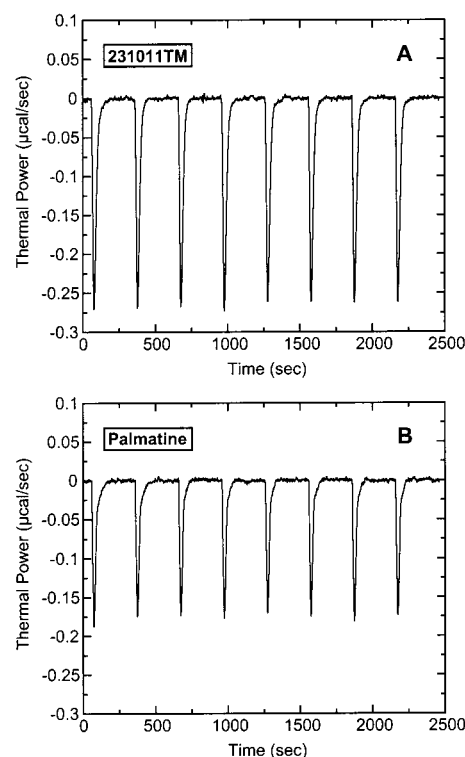 0.1
231011TM
A
0.05
0
-0.05
-0.1
-0.15
-0.2
-0.25
-0.3
Thermal Power (μcal/sec)
0 500 1000 1500 2000 2500
Time (sec)
0.1
Palmatine
B
0.05
0
-0.05
-0.1
-0.15
-0.2
-0.25
-0.3
Thermal Power (μcal/sec)
0 500 1000 1500 2000 2500
Time (sec)